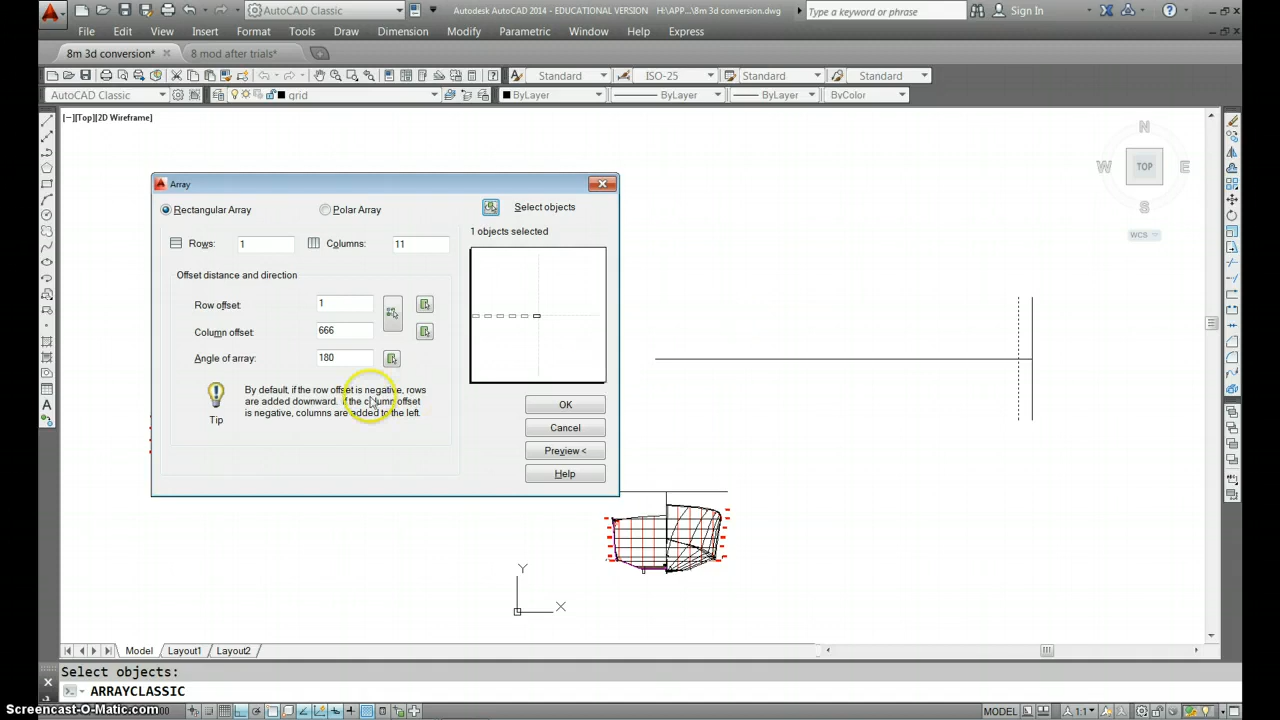 AutoCAD Classic
Autodesk AutoCAD 2014 - EDUCATIONAL VERSION H:\APP...\8m 3d conversion.dwg
Type a keyword or phrase
Sign In
File Edit View Insert Format Tools Draw Dimension Modify Parametric Window Help Express
8m 3d conversion*
8 mod after trials*
Standard
ISO-25
Standard
Standard
AutoCAD Classic
grid
ByLayer
ByLayer
ByLayer
ByColor
[−][Top][2D Wireframe]
N
W
TOP
E
S
WCS
Array
Rectangular Array
Polar Array
Select objects
Rows: 1
Columns: 11
1 objects selected
Offset distance and direction
Row offset: 1
Column offset: 666
Angle of array: 180
By default, if the row offset is negative, rows
are added downward. If the column offset
is negative, columns are added to the left.
Tip
OK
Cancel
Preview <
Help
Y
X
Model
Layout1
Layout2
Select objects:
ARRAYCLASSIC
Screencast-O-Matic.com
.00
MODEL
1:1